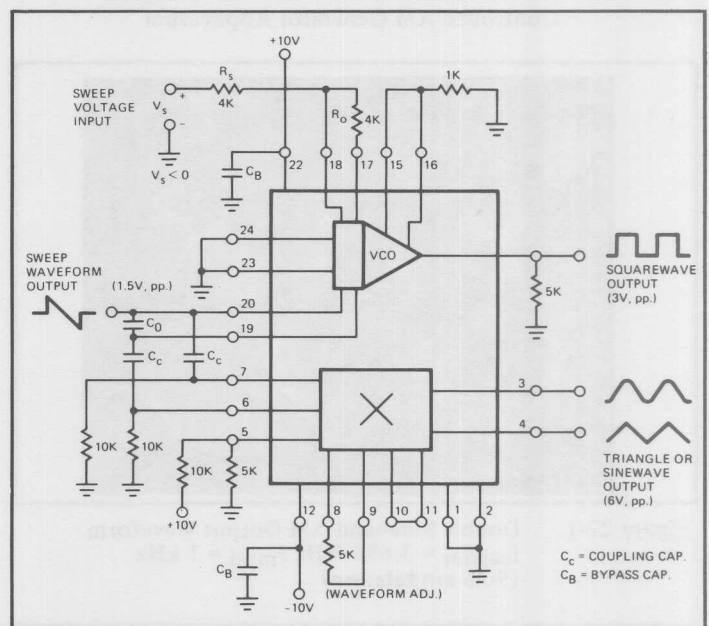 +10V
SWEEP
VOLTAGE
INPUT
Vs
+
Rs
4K
Ro
4K
1K
Vs < 0
CB
22
18
17
15
16
24
23
VCO
SWEEP
WAVEFORM
OUTPUT
(1.5V, pp.)
20
19
CO
Cc
Cc
7
6
5
10K
10K
10K
5K
+10V
SQUAREWAVE
OUTPUT
(3V, pp.)
5K
3
4
TRIANGLE OR
SINEWAVE
OUTPUT
(6V, pp.)
12
8
9
10
11
1
2
CB
5K
(WAVEFORM ADJ.)
-10V
Cc = COUPLING CAP.
CB = BYPASS CAP.